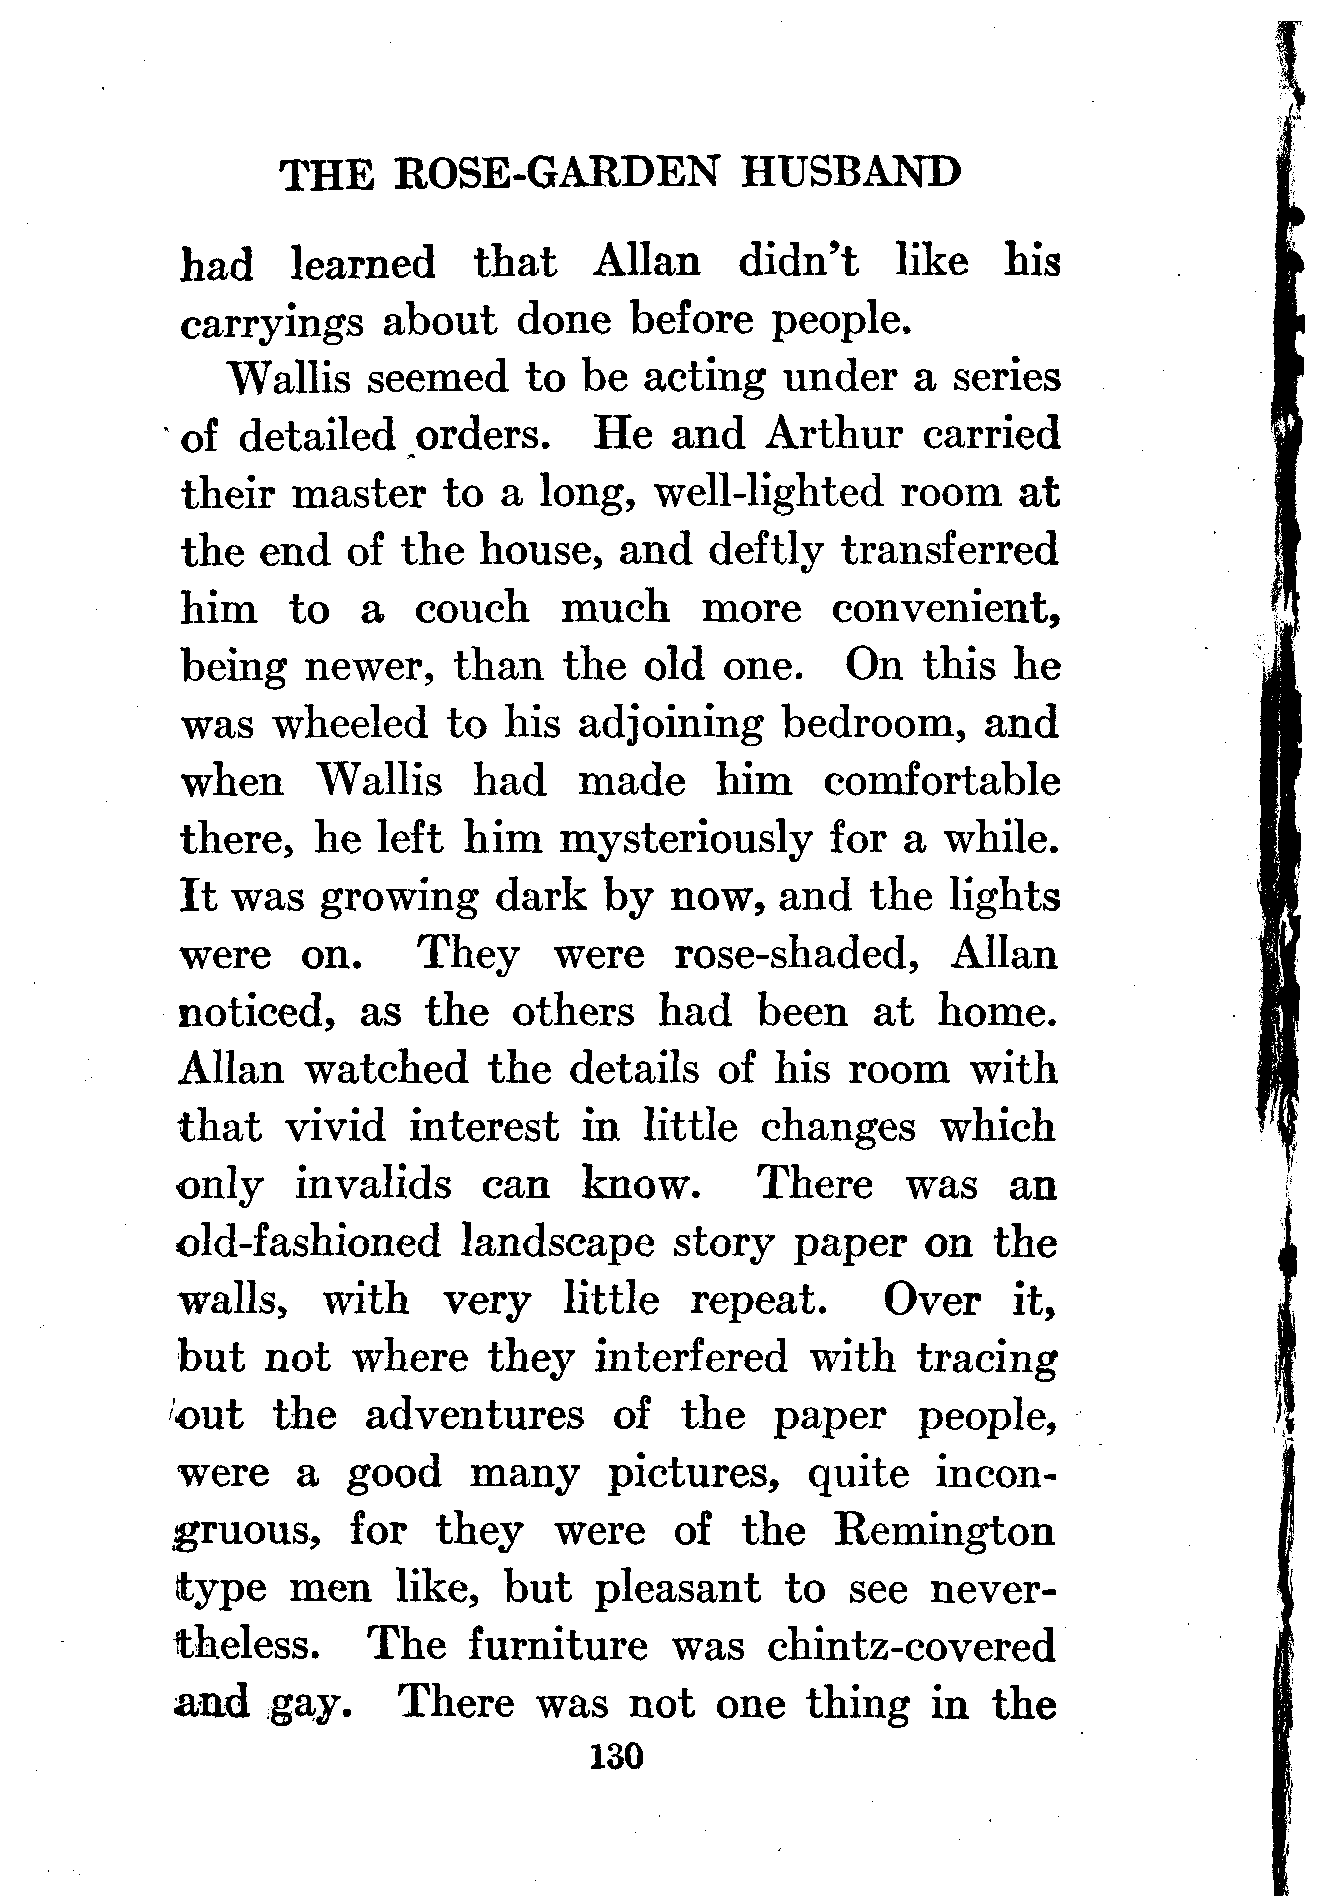 THE ROSE-GARDEN HUSBAND
had learned that Allan didn't like his
carryings about done before people.
Wallis seemed to be acting under a series
of detailed orders. He and Arthur carried
their master to a long, well-lighted room at
the end of the house, and deftly transferred
him to a couch much more convenient,
being newer, than the old one. On this he
was wheeled to his adjoining bedroom, and
when Wallis had made him comfortable
there, he left him mysteriously for a while.
It was growing dark by now, and the lights
were on. They were rose-shaded, Allan
noticed, as the others had been at home.
Allan watched the details of his room with
that vivid interest in little changes which
only invalids can know. There was an
old-fashioned landscape story paper on the
walls, with very little repeat. Over it,
but not where they interfered with tracing
out the adventures of the paper people,
were a good many pictures, quite incon-
gruous, for they were of the Remington
type men like, but pleasant to see never-
theless. The furniture was chintz-covered
and gay. There was not one thing in the
130